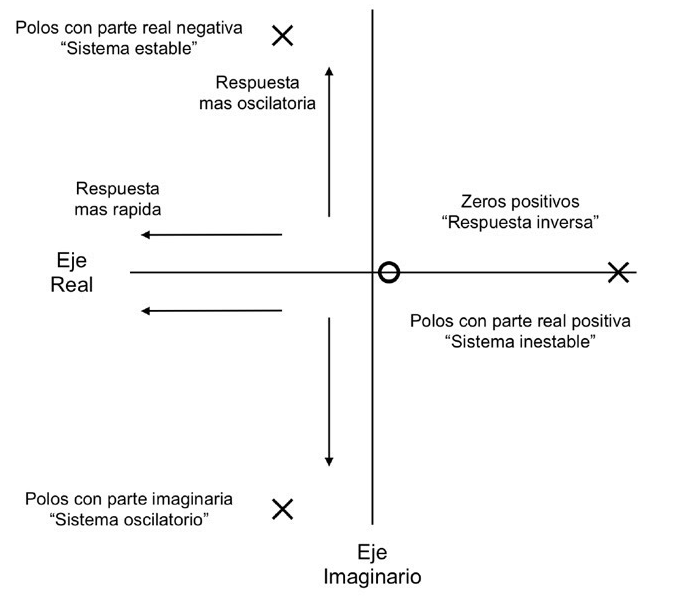 Polos con parte real negativa
“Sistema estable”
Respuesta
mas oscilatoria
Respuesta
mas rapida
Zeros positivos
“Respuesta inversa”
Eje
Real
Polos con parte real positiva
“Sistema inestable”
Polos con parte imaginaria
“Sistema oscilatorio”
Eje
Imaginario